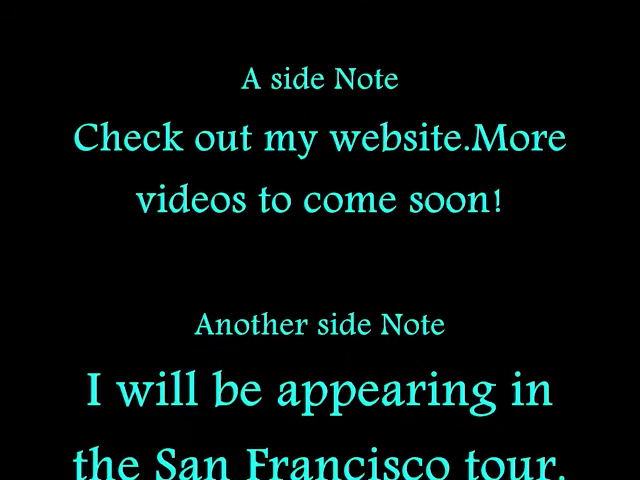 A side Note
Check out my website.More
videos to come soon!
Another side Note
I will be appearing in
the San Francisco tour.